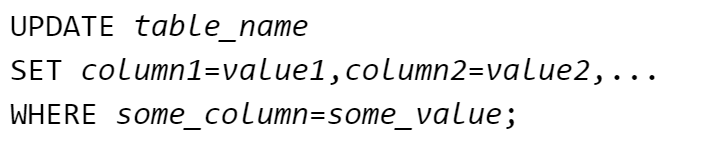 UPDATE table_name
SET column1=value1,column2=value2,...
WHERE some_column=some_value;